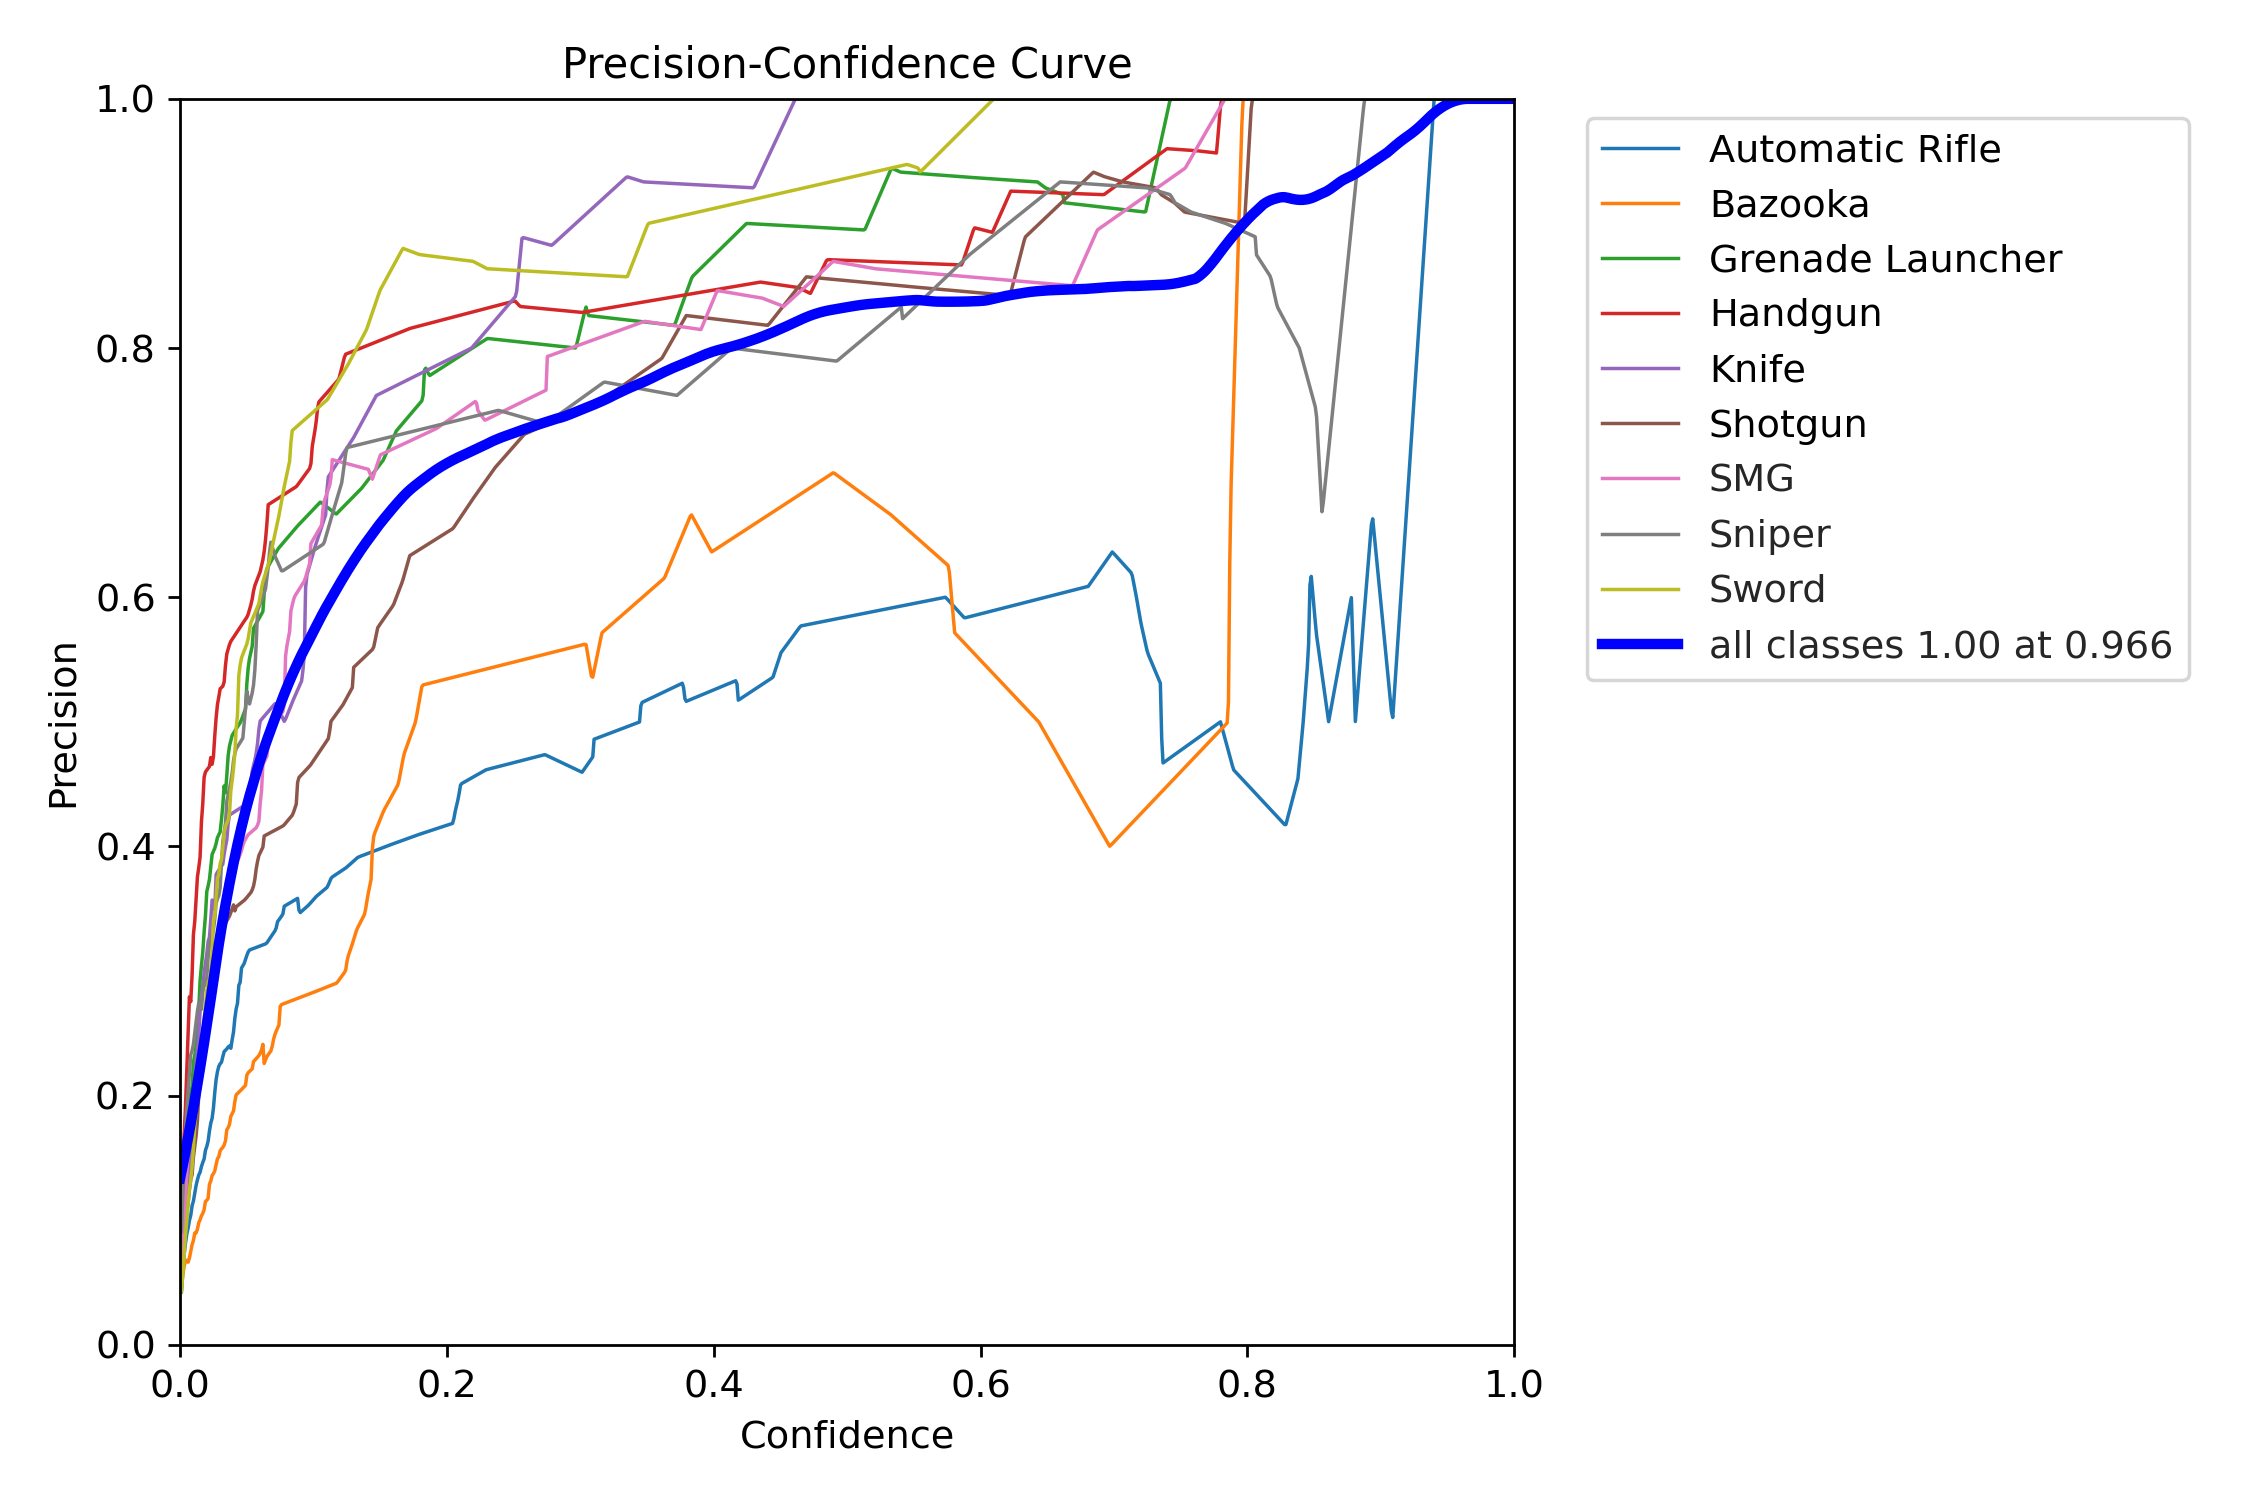 Precision-Confidence Curve
1.0
0.8
0.6
0.4
0.2
0.0
Precision
0.0 0.2 0.4 0.6 0.8 1.0
Confidence
Automatic Rifle
Bazooka
Grenade Launcher
Handgun
Knife
Shotgun
SMG
Sniper
Sword
all classes 1.00 at 0.966